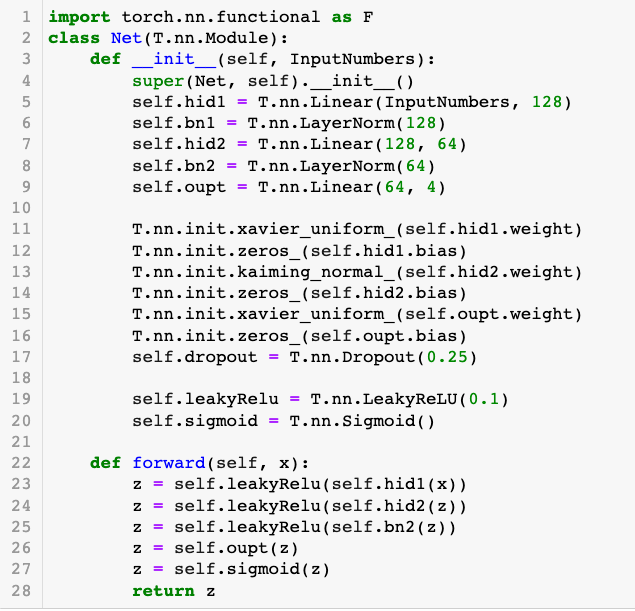 1 import torch.nn.functional as F
2 class Net(T.nn.Module):
3     def __init__(self, InputNumbers):
4         super(Net, self).__init__()
5         self.hid1 = T.nn.Linear(InputNumbers, 128)
6         self.bn1 = T.nn.LayerNorm(128)
7         self.hid2 = T.nn.Linear(128, 64)
8         self.bn2 = T.nn.LayerNorm(64)
9         self.oupt = T.nn.Linear(64, 4)
10
11         T.nn.init.xavier_uniform_(self.hid1.weight)
12         T.nn.init.zeros_(self.hid1.bias)
13         T.nn.init.kaiming_normal_(self.hid2.weight)
14         T.nn.init.zeros_(self.hid2.bias)
15         T.nn.init.xavier_uniform_(self.oupt.weight)
16         T.nn.init.zeros_(self.oupt.bias)
17         self.dropout = T.nn.Dropout(0.25)
18
19         self.leakyRelu = T.nn.LeakyReLU(0.1)
20         self.sigmoid = T.nn.Sigmoid()
21
22     def forward(self, x):
23         z = self.leakyRelu(self.hid1(x))
24         z = self.leakyRelu(self.hid2(z))
25         z = self.leakyRelu(self.bn2(z))
26         z = self.oupt(z)
27         z = self.sigmoid(z)
28         return z